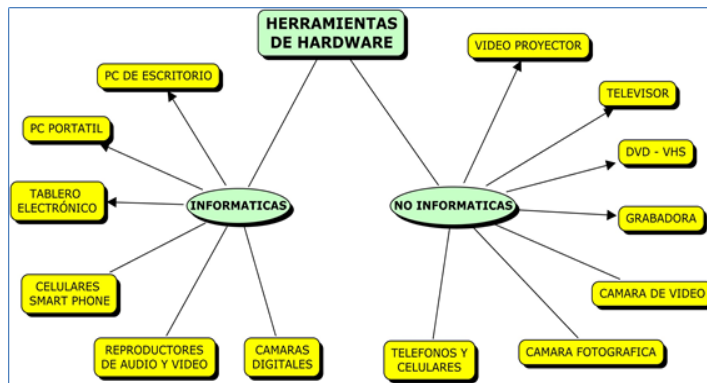 HERRAMIENTAS
DE HARDWARE
VIDEO PROYECTOR
PC DE ESCRITORIO
TELEVISOR
PC PORTATIL
DVD - VHS
TABLERO
ELECTRÓNICO
INFORMATICAS
NO INFORMATICAS
GRABADORA
CELULARES
SMART PHONE
CAMARA DE VIDEO
REPRODUCTORES
DE AUDIO Y VIDEO
CAMARAS
DIGITALES
TELEFONOS Y
CELULARES
CAMARA FOTOGRAFICA